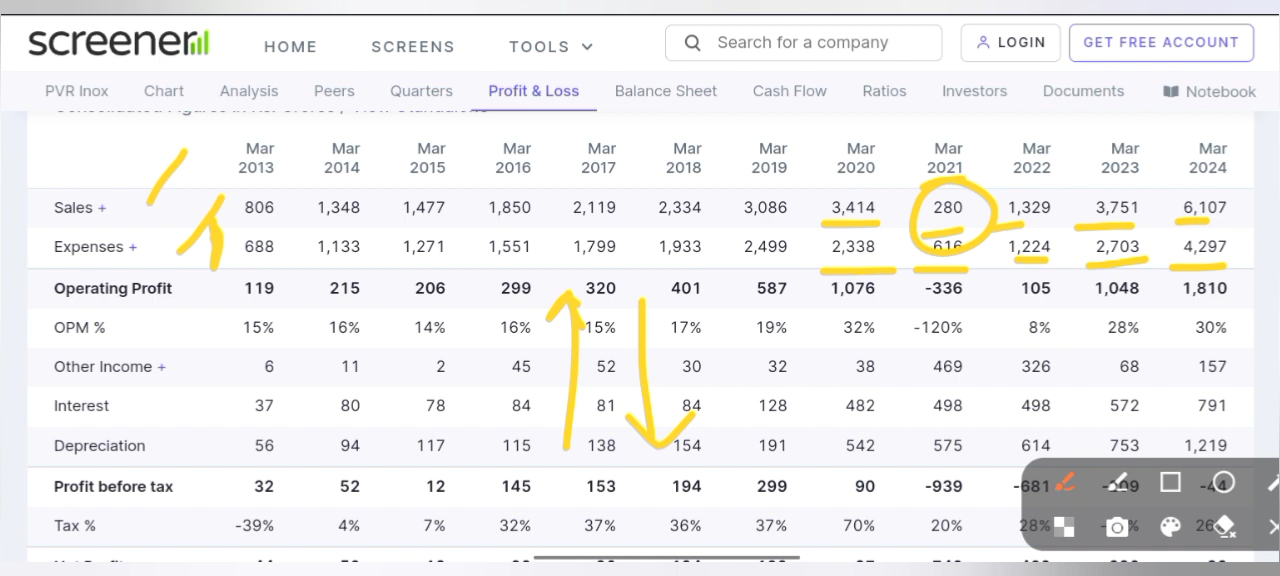 screener HOME SCREENS TOOLS Search for a company LOGIN GET FREE ACCOUNT
PVR Inox Chart Analysis Peers Quarters Profit & Loss Balance Sheet Cash Flow Ratios Investors Documents Notebook
Mar 2013 Mar 2014 Mar 2015 Mar 2016 Mar 2017 Mar 2018 Mar 2019 Mar 2020 Mar 2021 Mar 2022 Mar 2023 Mar 2024
Sales + 806 1,348 1,477 1,850 2,119 2,334 3,086 3,414 280 1,329 3,751 6,107
Expenses + 688 1,133 1,271 1,551 1,799 1,933 2,499 2,338 616 1,224 2,703 4,297
Operating Profit 119 215 206 299 320 401 587 1,076 -336 105 1,048 1,810
OPM % 15% 16% 14% 16% 15% 17% 19% 32% -120% 8% 28% 30%
Other Income + 6 11 2 45 52 30 32 38 469 326 68 157
Interest 37 80 78 84 81 84 128 482 498 498 572 791
Depreciation 56 94 117 115 138 154 191 542 575 614 753 1,219
Profit before tax 32 52 12 145 153 194 299 90 -939 -681
Tax % -39% 4% 7% 32% 37% 36% 37% 70% 20% 28%